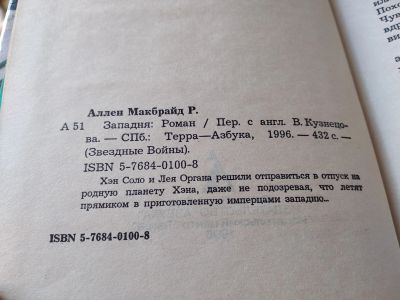 Аллен Макбрайд Р.
А 51 Западня: Роман / Пер. с англ. В. Кузнецо-
ва. — СПб.: Терра—Азбука, 1996. — 432 с. —
(Звездные Войны).
ISBN 5-7684-0100-8
Хэн Соло и Лея Органа решили отправиться в отпуск на
родную планету Хэна, даже не подозревая, что летят
прямиком в приготовленную имперцами западню...
ISBN 5-7684-0100-8